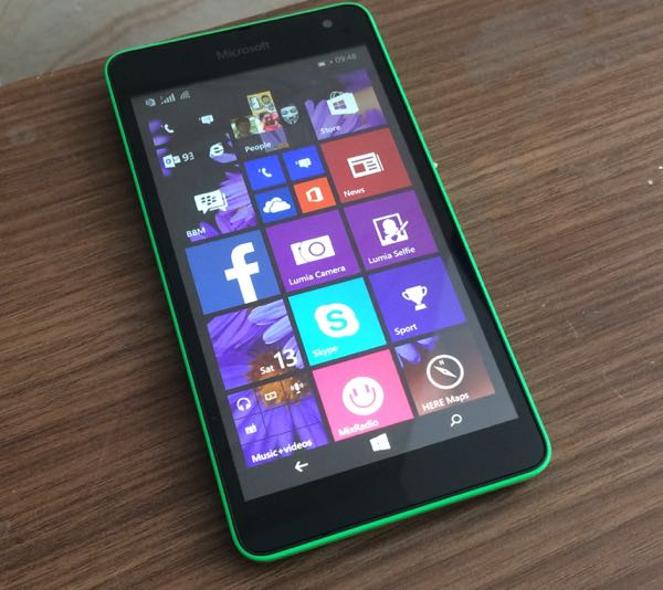 Microsoft
09:48
People
Store
93
BBM
News
Lumia Camera
Lumia Selfie
Skype
Sport
Sat 13
Music+videos
MixRadio
HERE Maps